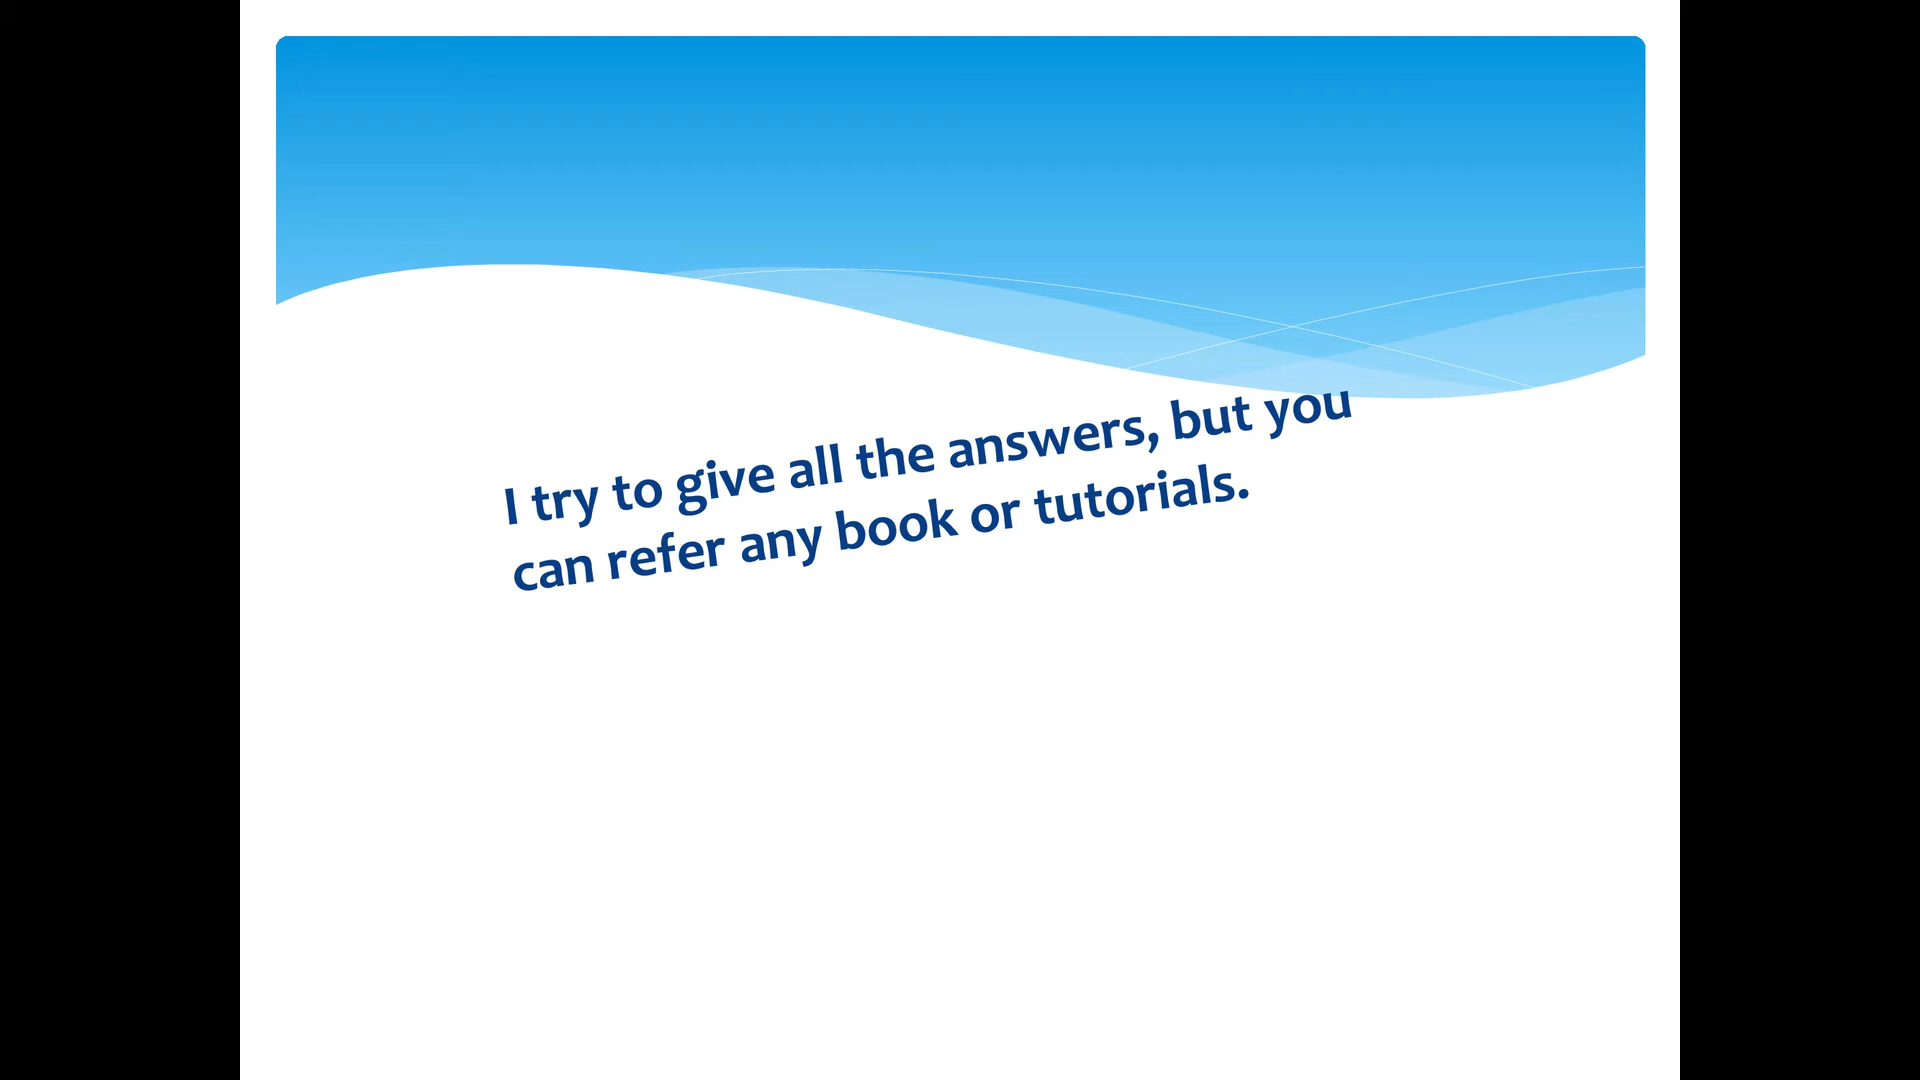 I try to give all the answers, but you
can refer any book or tutorials.